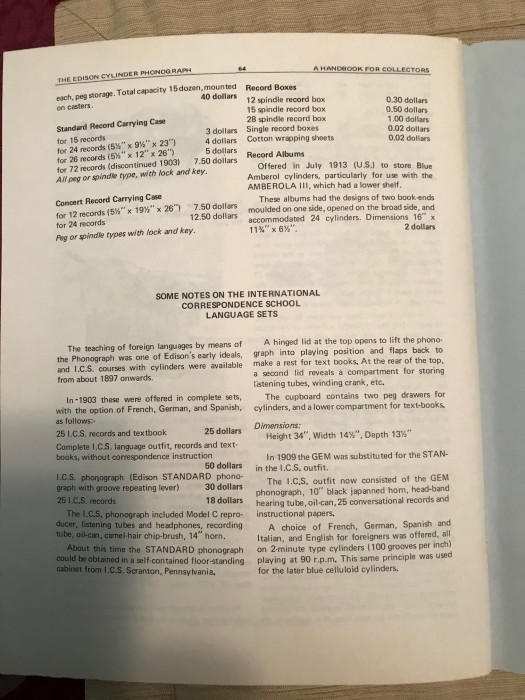 THE EDISON CYLINDER PHONOGRAPH
64
A HANDBOOK FOR COLLECTORS
each, peg storage. Total capacity 15 dozen, mounted
on casters. 40 dollars
Standard Record Carrying Case
for 15 records 3 dollars
for 24 records (5½" x 9½" x 23") 4 dollars
for 26 records (5½" x 12" x 26") 5 dollars
for 72 records (discontinued 1903) 7.50 dollars
All peg or spindle type, with lock and key.
Concert Record Carrying Case
for 12 records (5½" x 19½" x 26") 7.50 dollars
for 24 records 12.50 dollars
Peg or spindle types with lock and key.
Record Boxes
12 spindle record box 0.30 dollars
15 spindle record box 0.50 dollars
28 spindle record box 1.00 dollars
Single record boxes 0.02 dollars
Cotton wrapping sheets 0.02 dollars
Record Albums
Offered in July 1913 (U.S.) to store Blue
Amberol cylinders, particularly for use with the
AMBEROLA III, which had a lower shelf.
These albums had the designs of two book-ends
moulded on one side, opened on the broad side, and
accommodated 24 cylinders. Dimensions 16" x
11¾" x 6½". 2 dollars
SOME NOTES ON THE INTERNATIONAL
CORRESPONDENCE SCHOOL
LANGUAGE SETS
The teaching of foreign languages by means of
the Phonograph was one of Edison's early ideals,
and I.C.S. courses with cylinders were available
from about 1897 onwards.
In 1903 these were offered in complete sets,
with the option of French, German, and Spanish,
as follows:-
25 I.C.S. records and textbook 25 dollars
Complete I.C.S. language outfit, records and text-
books, without correspondence instruction
50 dollars
I.C.S. phonograph (Edison STANDARD phono-
graph with groove repeating lever) 30 dollars
25 I.C.S. records 18 dollars
The I.C.S. phonograph included Model C repro-
ducer, listening tubes and headphones, recording
tube, oil-can, camel-hair chip-brush, 14" horn.
About this time the STANDARD phonograph
could be obtained in a self-contained floor-standing
cabinet from I.C.S. Scranton, Pennsylvania.
A hinged lid at the top opens to lift the phono-
graph into playing position and flaps back to
make a rest for text books. At the rear of the top,
a second lid reveals a compartment for storing
listening tubes, winding crank, etc.
The cupboard contains two peg drawers for
cylinders, and a lower compartment for text-books.
Dimensions:
Height 34", Width 14½", Depth 13½"
In 1909 the GEM was substituted for the STAN-
in the I.C.S. outfit.
The I.C.S. outfit now consisted of the GEM
phonograph, 10" black japanned horn, head-band
hearing tube, oil-can, 25 conversational records and
instructional papers.
A choice of French, German, Spanish and
Italian, and English for foreigners was offered, all
on 2-minute type cylinders (100 grooves per inch)
playing at 90 r.p.m. This same principle was used
for the later blue celluloid cylinders.